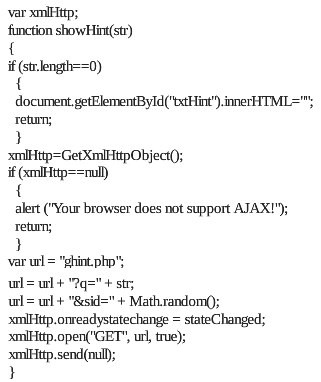 var xmlHttp;
function showHint(str)
{
if (str.length==0)
{
document.getElementById("txtHint").innerHTML="";
return;
}
xmlHttp=GetXmlHttpObject();
if (xmlHttp==null)
{
alert ("Your browser does not support AJAX!");
return;
}
var url = "ghint.php";
url = url + "?q=" + str;
url = url + "&sid=" + Math.random();
xmlHttp.onreadystatechange = stateChanged;
xmlHttp.open("GET", url, true);
xmlHttp.send(null);
}